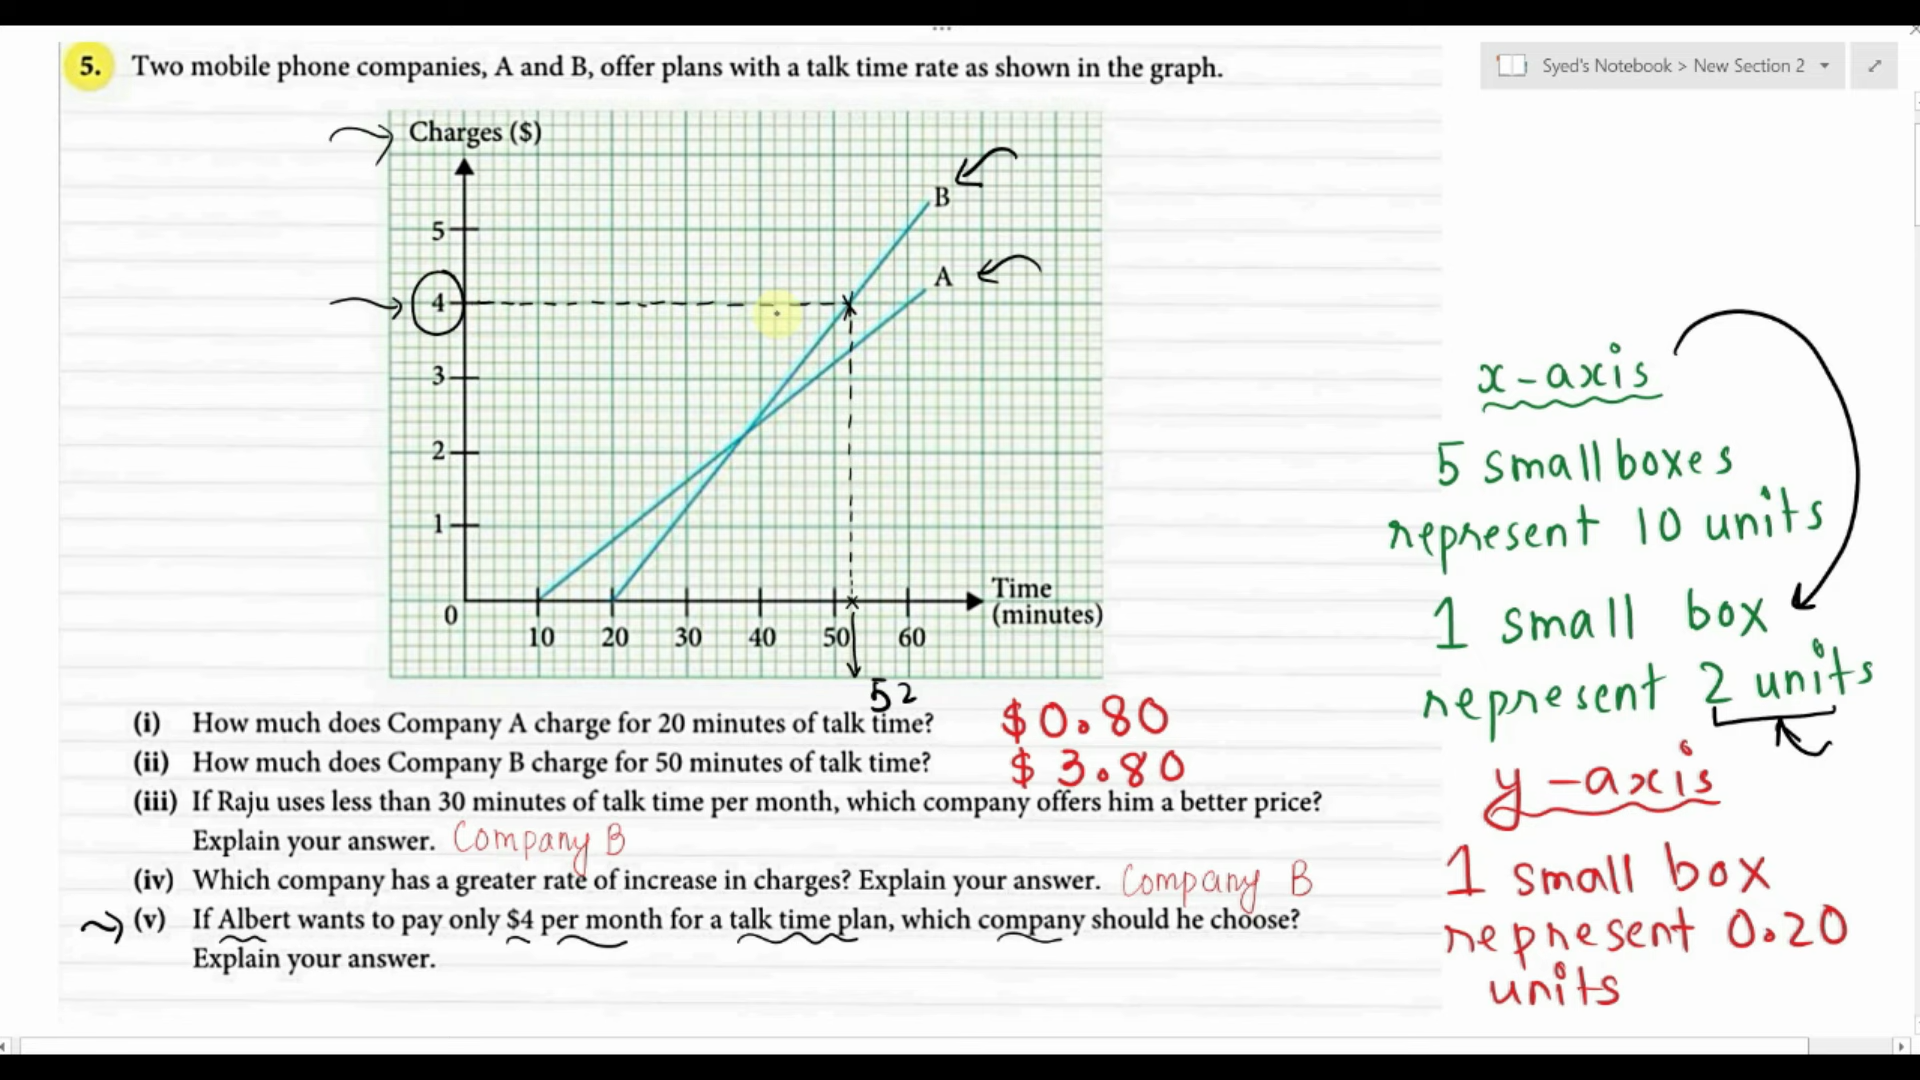 5. Two mobile phone companies, A and B, offer plans with a talk time rate as shown in the graph.
Syed's Notebook > New Section 2
Charges ($)
B
A
5
4
3
2
1
0
10 20 30 40 50 60
Time
(minutes)
52
(i) How much does Company A charge for 20 minutes of talk time? $0.80
(ii) How much does Company B charge for 50 minutes of talk time? $3.80
(iii) If Raju uses less than 30 minutes of talk time per month, which company offers him a better price?
Explain your answer. Company B
(iv) Which company has a greater rate of increase in charges? Explain your answer. Company B
(v) If Albert wants to pay only $4 per month for a talk time plan, which company should he choose?
Explain your answer.
x-axis
5 small boxes
represent 10 units
1 small box
represent 2 units
y-axis
1 small box
represent 0.20
units